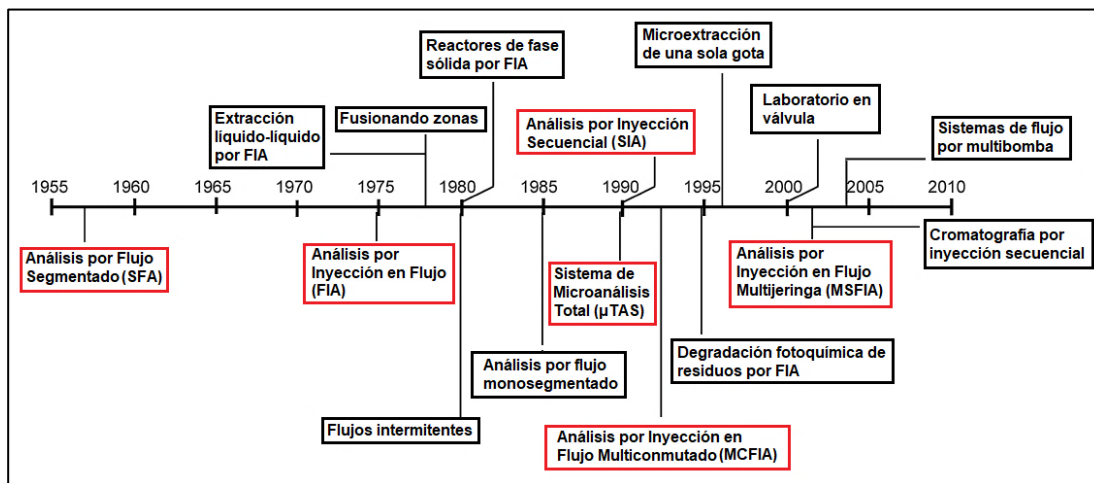 Reactores de fase
sólida por FIA
Microextracción
de una sola gota
Extracción
líquido-líquido
por FIA
Fusionando zonas
Análisis por Inyección
Secuencial (SIA)
Laboratorio en
válvula
Sistemas de flujo
por multibomba
1955 1960 1965 1970 1975 1980 1985 1990 1995 2000 2005 2010
Análisis por Flujo
Segmentado (SFA)
Análisis por
Inyección en Flujo
(FIA)
Sistema de
Microanálisis
Total (µTAS)
Análisis por
Inyección en Flujo
Multijeringa (MSFIA)
Cromatografía por
inyección secuencial
Análisis por flujo
monosegmentado
Degradación fotoquímica de
residuos por FIA
Flujos intermitentes
Análisis por Inyección en
Flujo Multiconmutado (MCFIA)